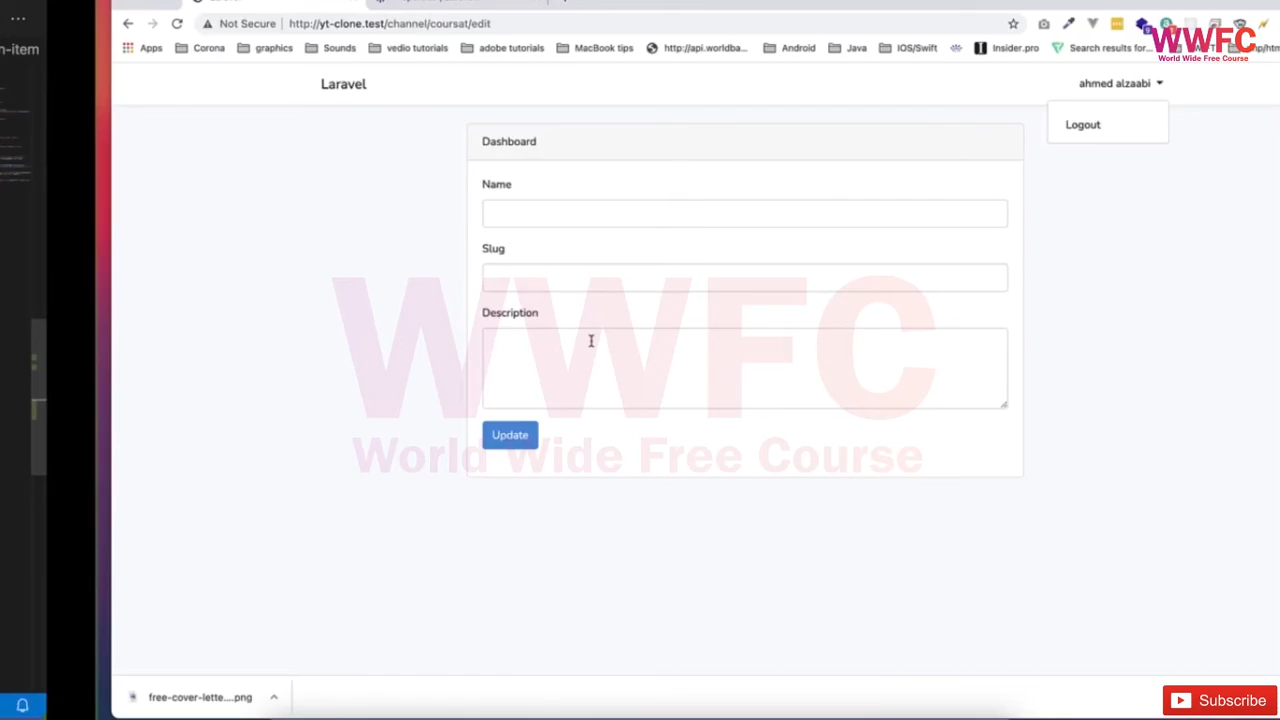 ...
n-item
Not Secure
http://yt-clone.test/channel/coursat/edit
Apps
Corona
graphics
Sounds
vedio tutorials
adobe tutorials
MacBook tips
http://api.worldba...
Android
Java
IOS/Swift
Insider.pro
Search results for...
WWFC
World Wide Free Course
Laravel
ahmed alzaabi
Logout
Dashboard
Name
Slug
Description
Update
WWFC
World Wide Free Course
free-cover-lette....png
Subscribe